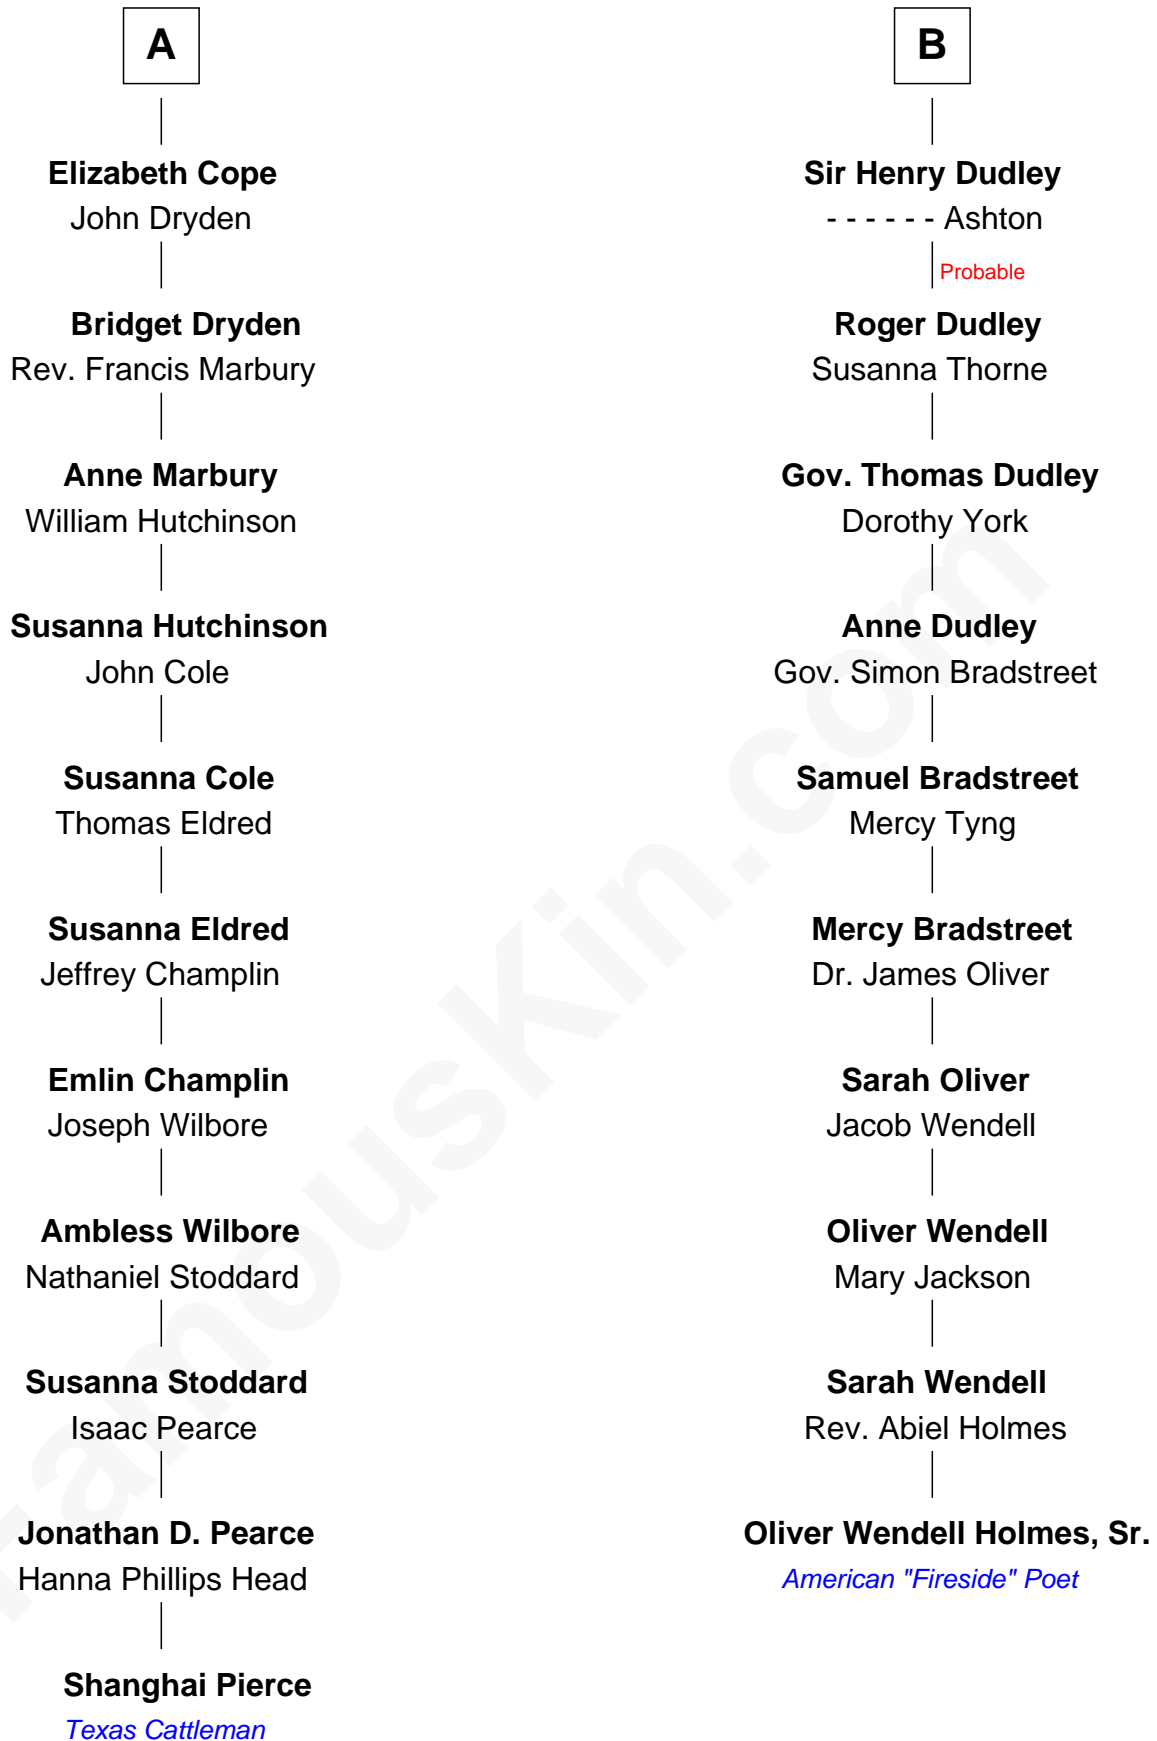 A
Elizabeth Cope
John Dryden
Bridget Dryden
Rev. Francis Marbury
Anne Marbury
William Hutchinson
Susanna Hutchinson
John Cole
Susanna Cole
Thomas Eldred
Susanna Eldred
Jeffrey Champlin
Emlin Champlin
Joseph Wilbore
Ambless Wilbore
Nathaniel Stoddard
Susanna Stoddard
Isaac Pearce
Jonathan D. Pearce
Hanna Phillips Head
Shanghai Pierce
Texas Cattleman
B
Sir Henry Dudley
- - - - - - Ashton
Probable
Roger Dudley
Susanna Thorne
Gov. Thomas Dudley
Dorothy York
Anne Dudley
Gov. Simon Bradstreet
Samuel Bradstreet
Mercy Tyng
Mercy Bradstreet
Dr. James Oliver
Sarah Oliver
Jacob Wendell
Oliver Wendell
Mary Jackson
Sarah Wendell
Rev. Abiel Holmes
Oliver Wendell Holmes, Sr.
American "Fireside" Poet
FamousKin.com